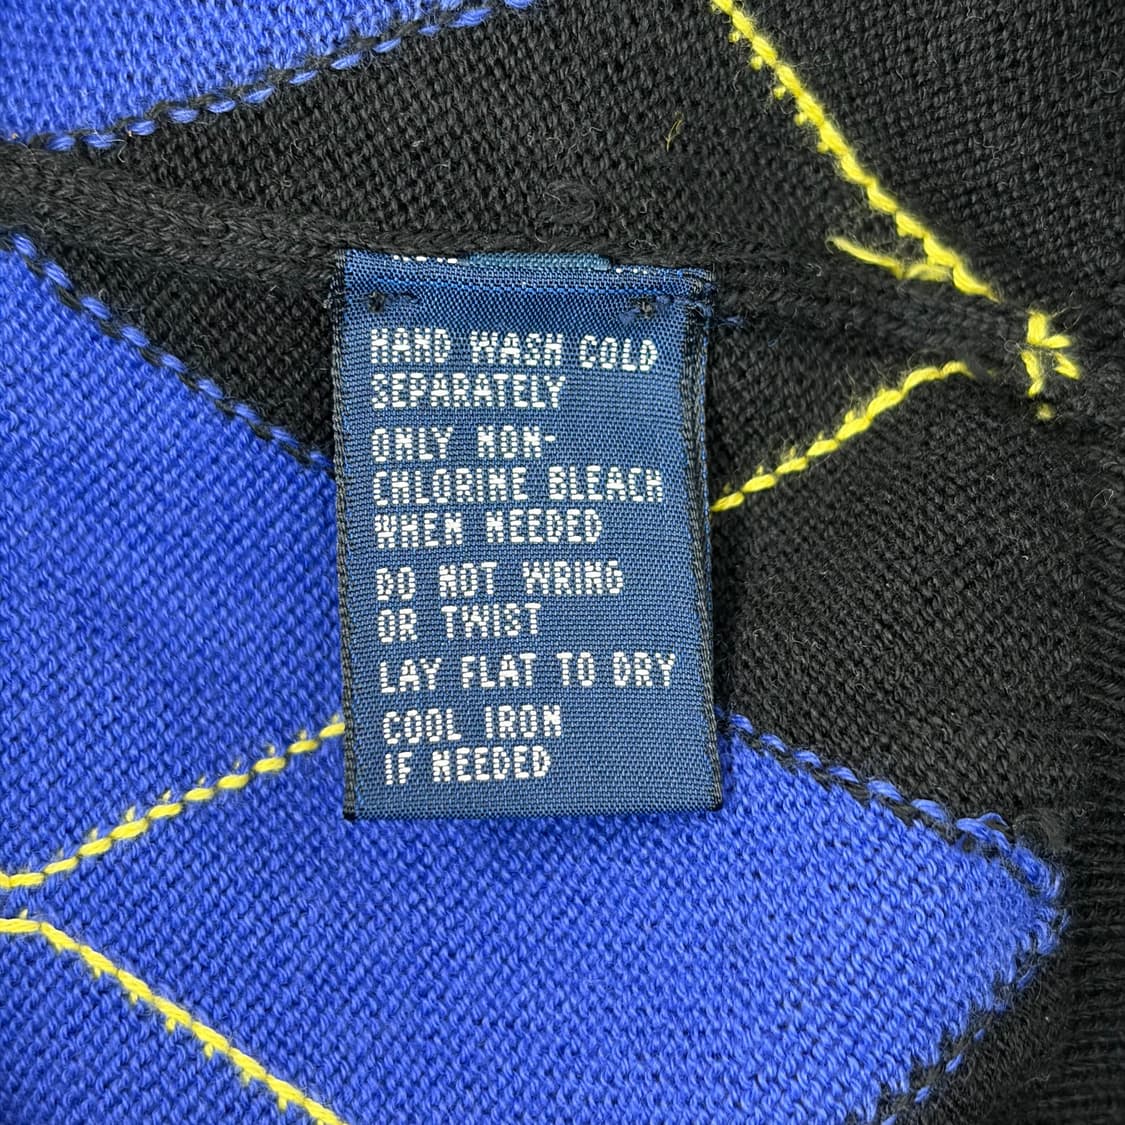 HAND WASH COLD
SEPARATELY
ONLY NON-
CHLORINE BLEACH
WHEN NEEDED
DO NOT WRING
OR TWIST
LAY FLAT TO DRY
COOL IRON
IF NEEDED